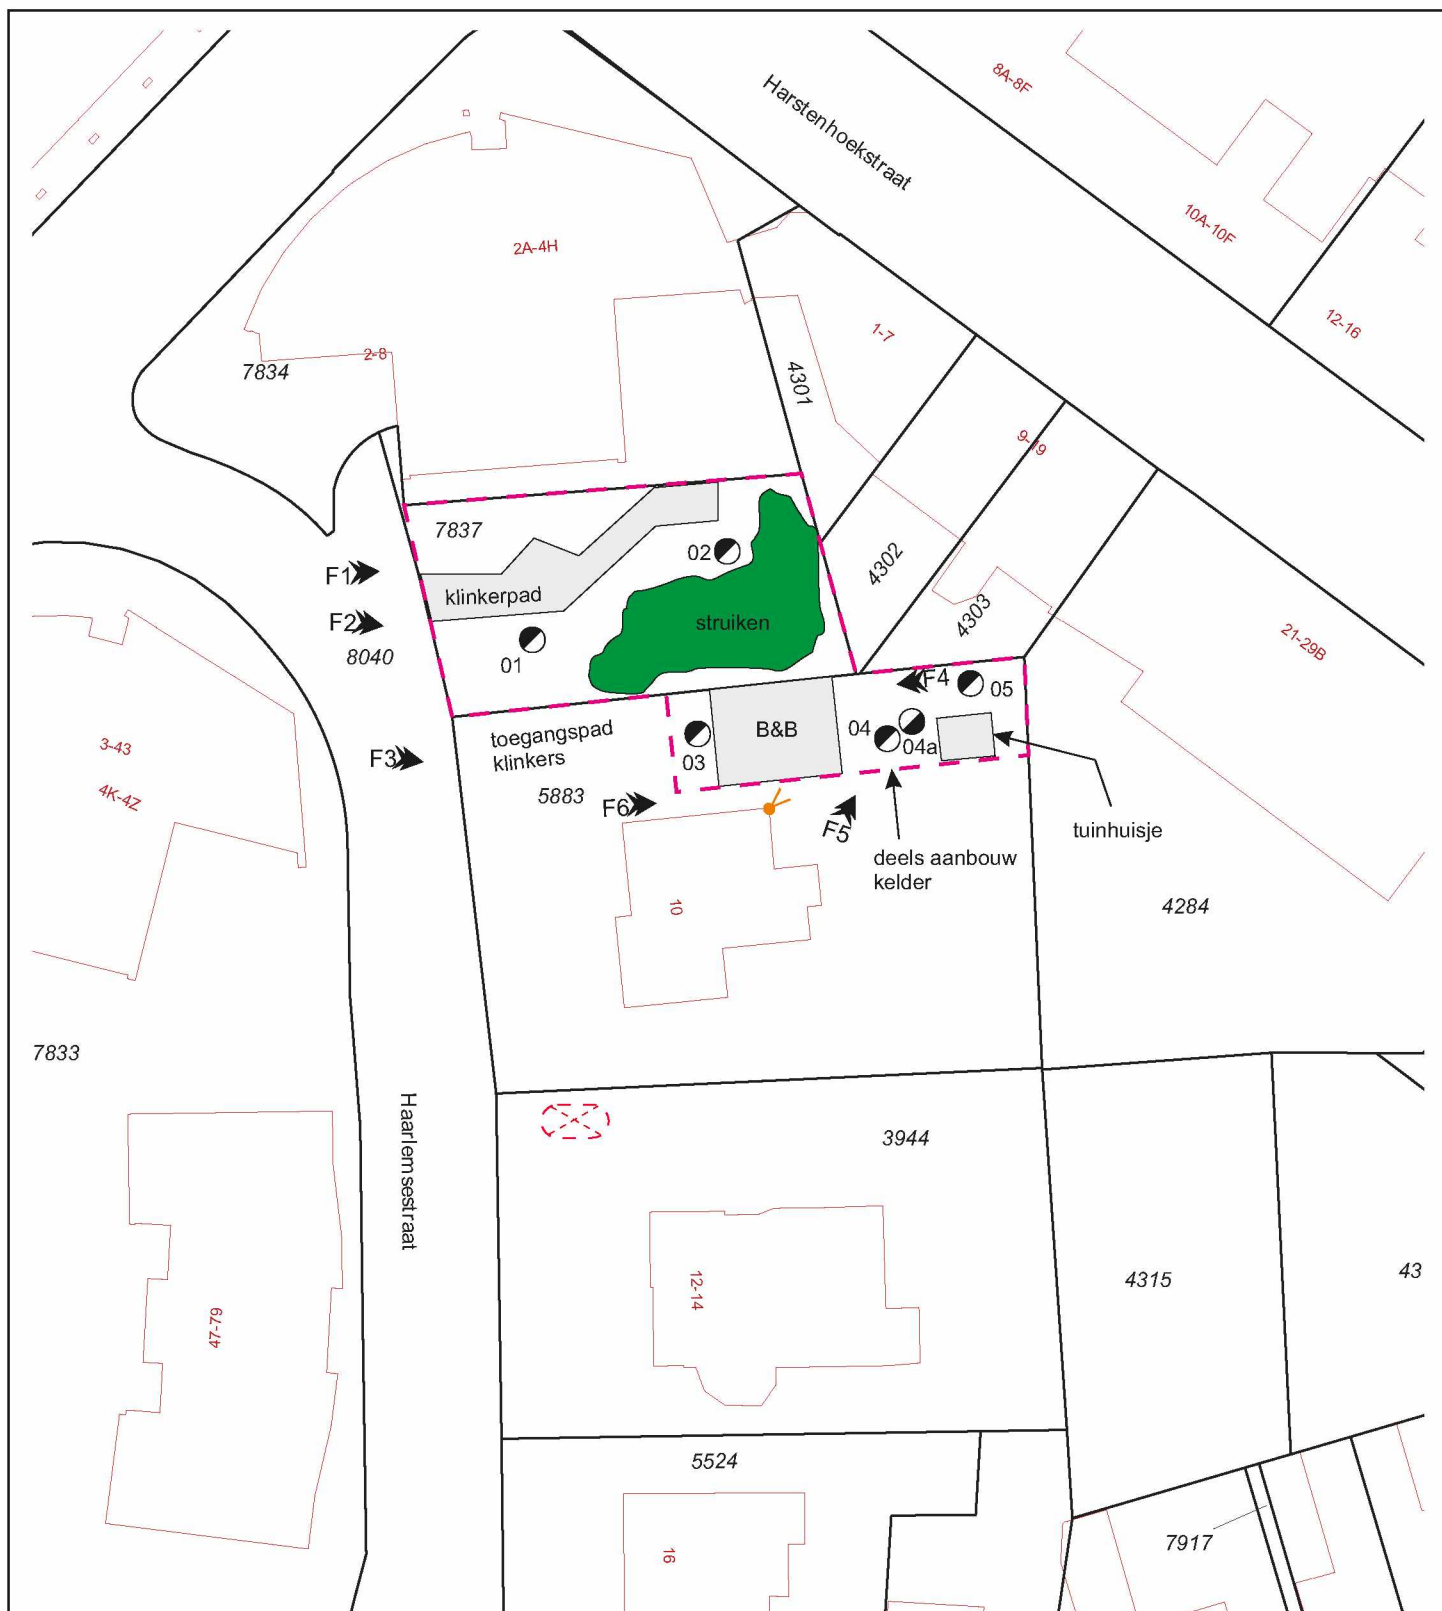 Harstenhoekstraat
8A-8F
10A-10F
12-16
2A-4H
2-8
7834
4301
1-7
9-19
4302
4303
21-29B
7837
02
klinkerpad
struiken
01
F1
F2
8040
F3
3-43
4K-4Z
toegangspad
klinkers
5883
03
B&B
04
04a
F4
05
F6
F5
tuinhuisje
deels aanbouw
kelder
10
4284
7833
Haarlemsestraat
3944
12-14
47-79
4315
43
5524
16
7917